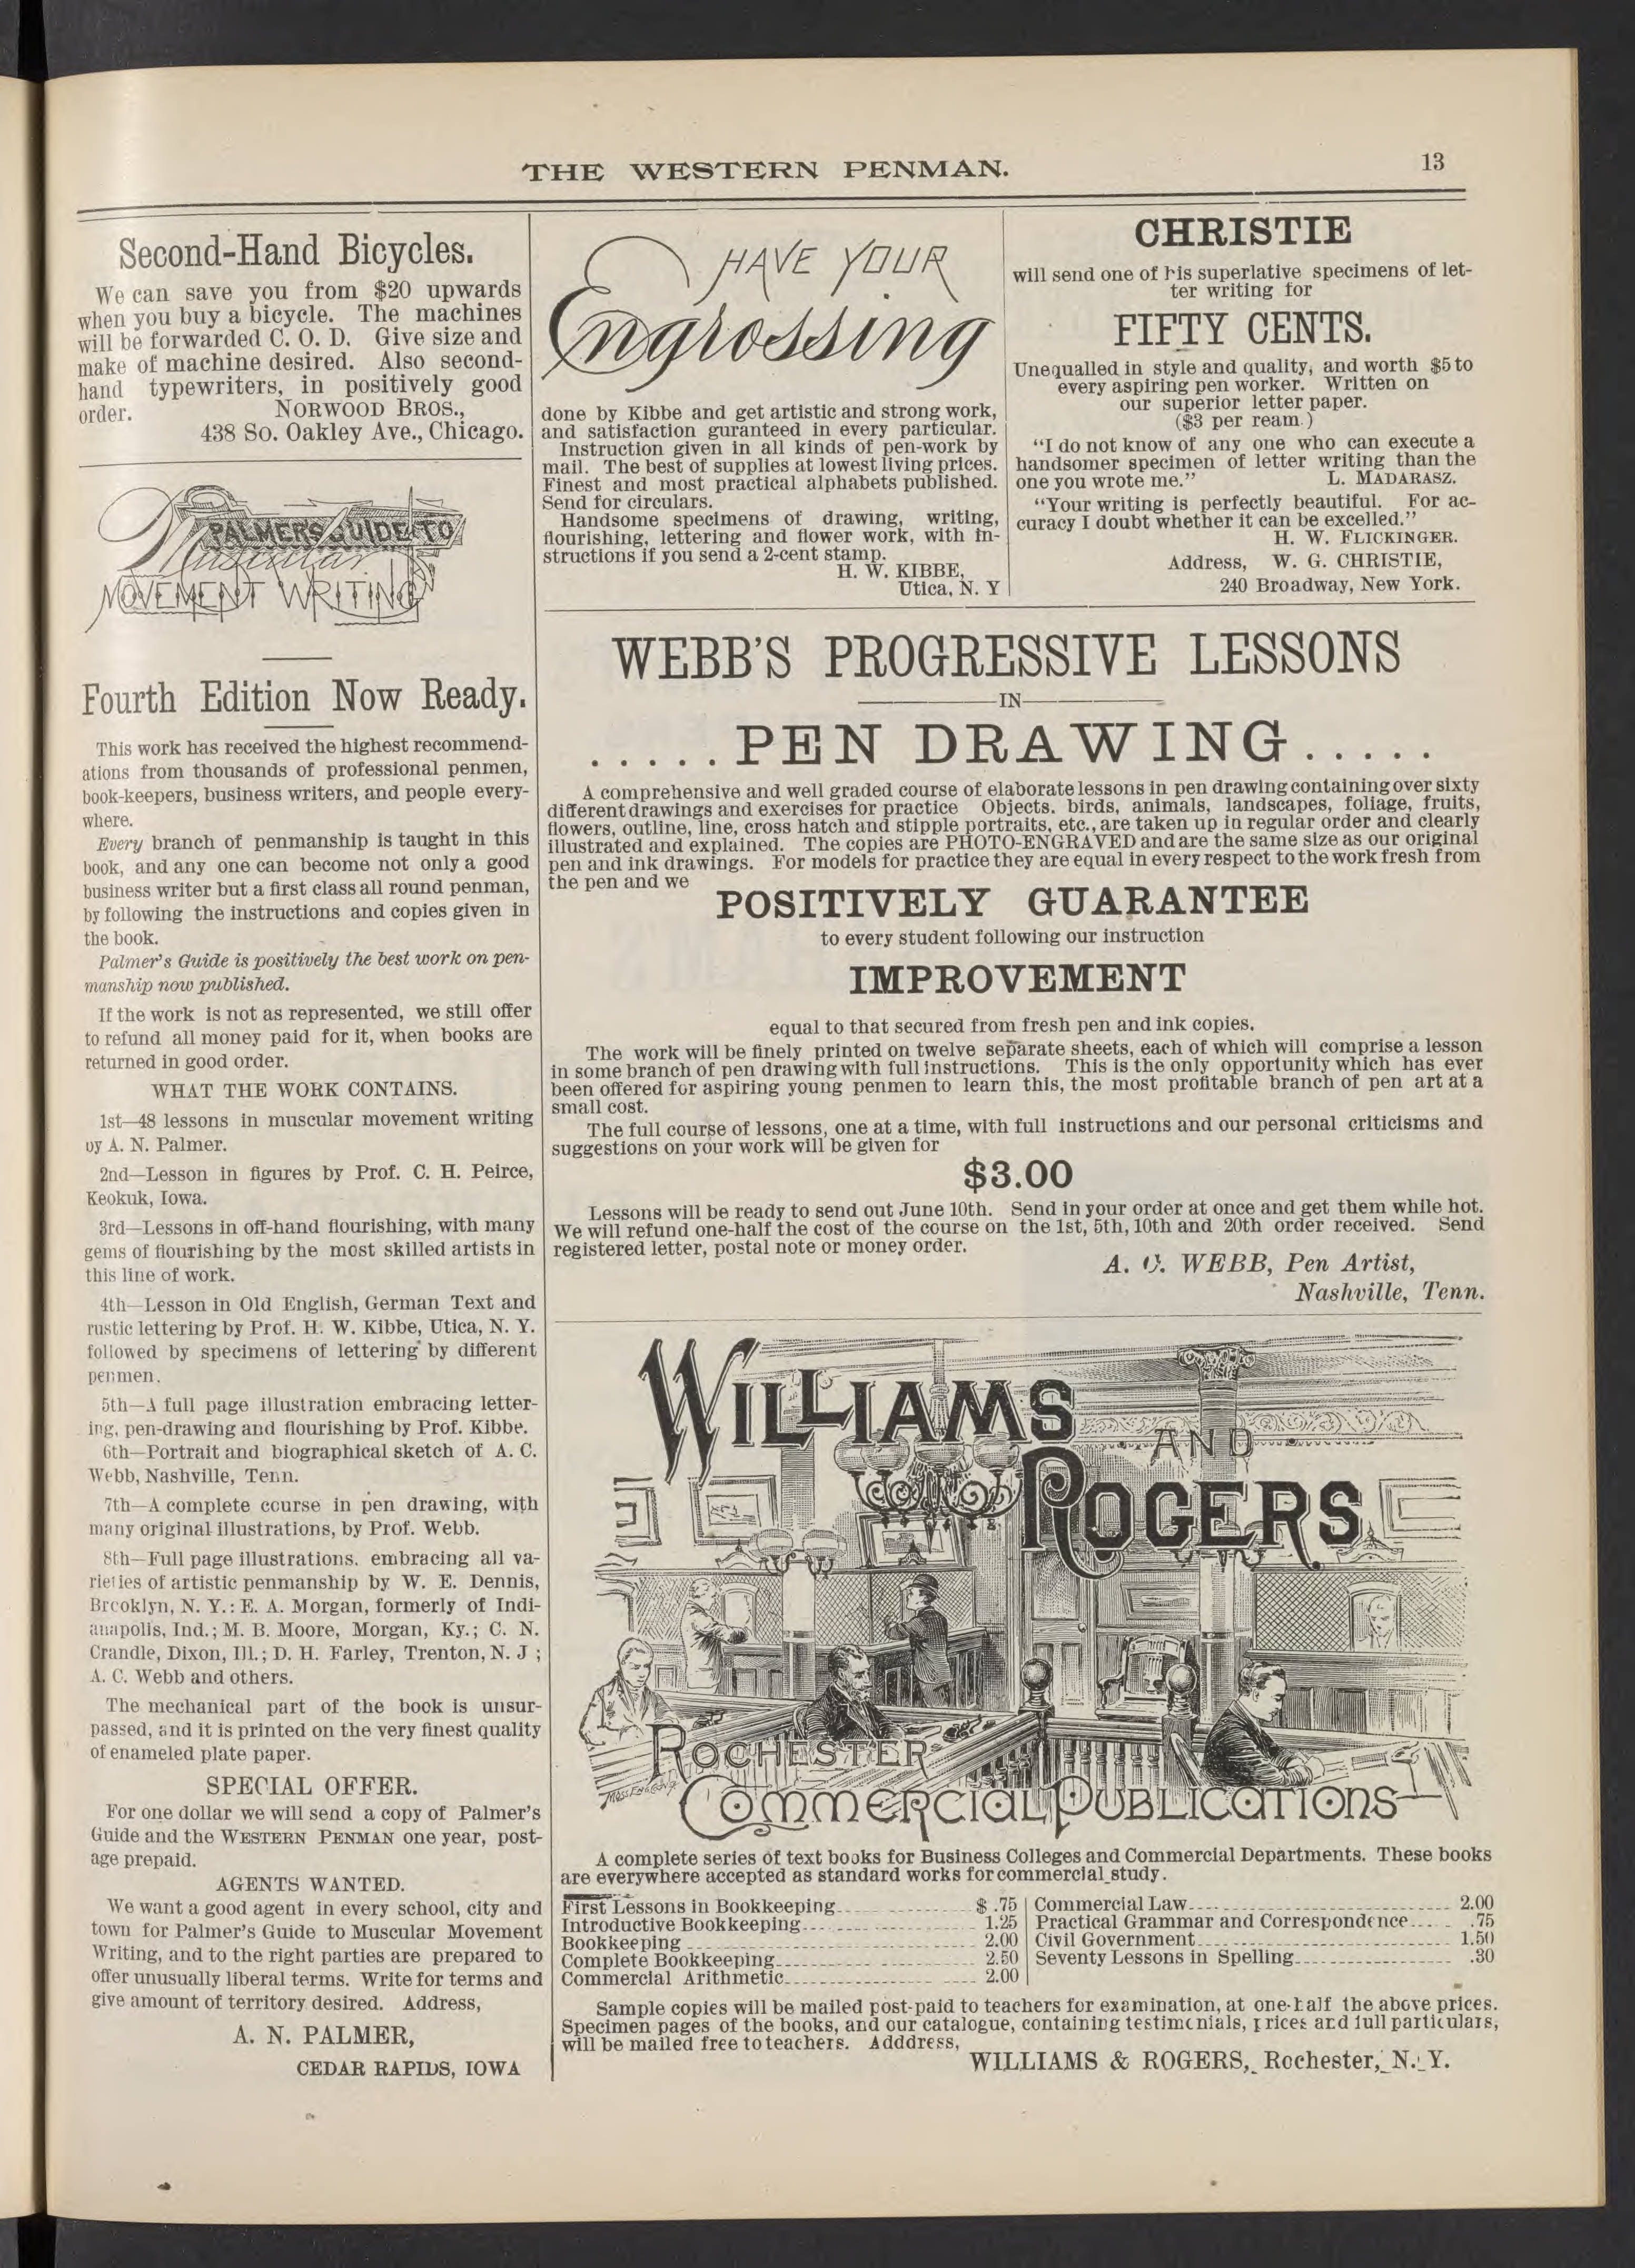 THE WESTERN PENMAN.
13
Second-Hand Bicycles.
We can save you from $20 upwards
when you buy a bicycle. The machines
will be forwarded C. O. D. Give size and
make of machine desired. Also second-
hand typewriters, in positively good
order. NORWOOD BROS.,
438 So. Oakley Ave., Chicago.
PALMER'S GUIDE TO
Muscular
MOVEMENT WRITING
Fourth Edition Now Ready.
This work has received the highest recommend-
ations from thousands of professional penmen,
book-keepers, business writers, and people every-
where.
Every branch of penmanship is taught in this
book, and any one can become not only a good
business writer but a first class all round penman,
by following the instructions and copies given in
the book.
Palmer's Guide is positively the best work on pen-
manship now published.
If the work is not as represented, we still offer
to refund all money paid for it, when books are
returned in good order.
WHAT THE WORK CONTAINS.
1st—48 lessons in muscular movement writing
by A. N. Palmer.
2nd—Lesson in figures by Prof. C. H. Peirce,
Keokuk, Iowa.
3rd—Lessons in off-hand flourishing, with many
gems of flourishing by the most skilled artists in
this line of work.
4th—Lesson in Old English, German Text and
rustic lettering by Prof. H. W. Kibbe, Utica, N. Y.
followed by specimens of lettering by different
penmen.
5th—A full page illustration embracing letter-
ing, pen-drawing and flourishing by Prof. Kibbe.
6th—Portrait and biographical sketch of A. C.
Webb, Nashville, Tenn.
7th—A complete course in pen drawing, with
many original illustrations, by Prof. Webb.
8th—Full page illustrations. embracing all va-
rieties of artistic penmanship by W. E. Dennis,
Brooklyn, N. Y.: E. A. Morgan, formerly of Indi-
anapolis, Ind.; M. B. Moore, Morgan, Ky.; C. N.
Crandle, Dixon, Ill.; D. H. Farley, Trenton, N. J ;
A. C. Webb and others.
The mechanical part of the book is unsur-
passed, and it is printed on the very finest quality
of enameled plate paper.
SPECIAL OFFER.
For one dollar we will send a copy of Palmer's
Guide and the WESTERN PENMAN one year, post-
age prepaid.
AGENTS WANTED.
We want a good agent in every school, city and
town for Palmer's Guide to Muscular Movement
Writing, and to the right parties are prepared to
offer unusually liberal terms. Write for terms and
give amount of territory desired. Address,
A. N. PALMER,
CEDAR RAPIDS, IOWA
HAVE YOUR
Engrossing
done by Kibbe and get artistic and strong work,
and satisfaction guranteed in every particular.
Instruction given in all kinds of pen-work by
mail. The best of supplies at lowest living prices.
Finest and most practical alphabets published.
Send for circulars.
Handsome specimens of drawing, writing,
flourishing, lettering and flower work, with in-
structions if you send a 2-cent stamp.
H. W. KIBBE,
Utica, N. Y
CHRISTIE
will send one of his superlative specimens of let-
ter writing for
FIFTY CENTS.
Unequalled in style and quality, and worth $5 to
every aspiring pen worker. Written on
our superior letter paper.
($3 per ream.)
"I do not know of any one who can execute a
handsomer specimen of letter writing than the
one you wrote me." L. MADARASZ.
"Your writing is perfectly beautiful. For ac-
curacy I doubt whether it can be excelled."
H. W. FLICKINGER.
Address, W. G. CHRISTIE,
240 Broadway, New York.
WEBB'S PROGRESSIVE LESSONS
IN
.....PEN DRAWING.....
A comprehensive and well graded course of elaborate lessons in pen drawing containing over sixty
different drawings and exercises for practice Objects. birds, animals, landscapes, foliage, fruits,
flowers, outline, line, cross hatch and stipple portraits, etc., are taken up in regular order and clearly
illustrated and explained. The copies are PHOTO-ENGRAVED and are the same size as our original
pen and ink drawings. For models for practice they are equal in every respect to the work fresh from
the pen and we
POSITIVELY GUARANTEE
to every student following our instruction
IMPROVEMENT
equal to that secured from fresh pen and ink copies.
The work will be finely printed on twelve separate sheets, each of which will comprise a lesson
in some branch of pen drawing with full instructions. This is the only opportunity which has ever
been offered for aspiring young penmen to learn this, the most profitable branch of pen art at a
small cost.
The full course of lessons, one at a time, with full instructions and our personal criticisms and
suggestions on your work will be given for
$3.00
Lessons will be ready to send out June 10th. Send in your order at once and get them while hot.
We will refund one-half the cost of the course on the 1st, 5th, 10th and 20th order received. Send
registered letter, postal note or money order.
A. C. WEBB, Pen Artist,
Nashville, Tenn.
WILLIAMS
AND
ROGERS
ROCHESTER
COMMERCIAL PUBLICATIONS
A complete series of text books for Business Colleges and Commercial Departments. These books
are everywhere accepted as standard works for commercial study.
First Lessons in Bookkeeping $ .75
Introductive Bookkeeping 1.25
Bookkeeping 2.00
Complete Bookkeeping 2.50
Commercial Arithmetic 2.00
Commercial Law 2.00
Practical Grammar and Correspondence .75
Civil Government 1.50
Seventy Lessons in Spelling .30
Sample copies will be mailed post-paid to teachers for examination, at one-half the above prices.
Specimen pages of the books, and our catalogue, containing testimonials, prices and full particulars,
will be mailed free to teachers. Adddress,
WILLIAMS & ROGERS, Rochester, N. Y.